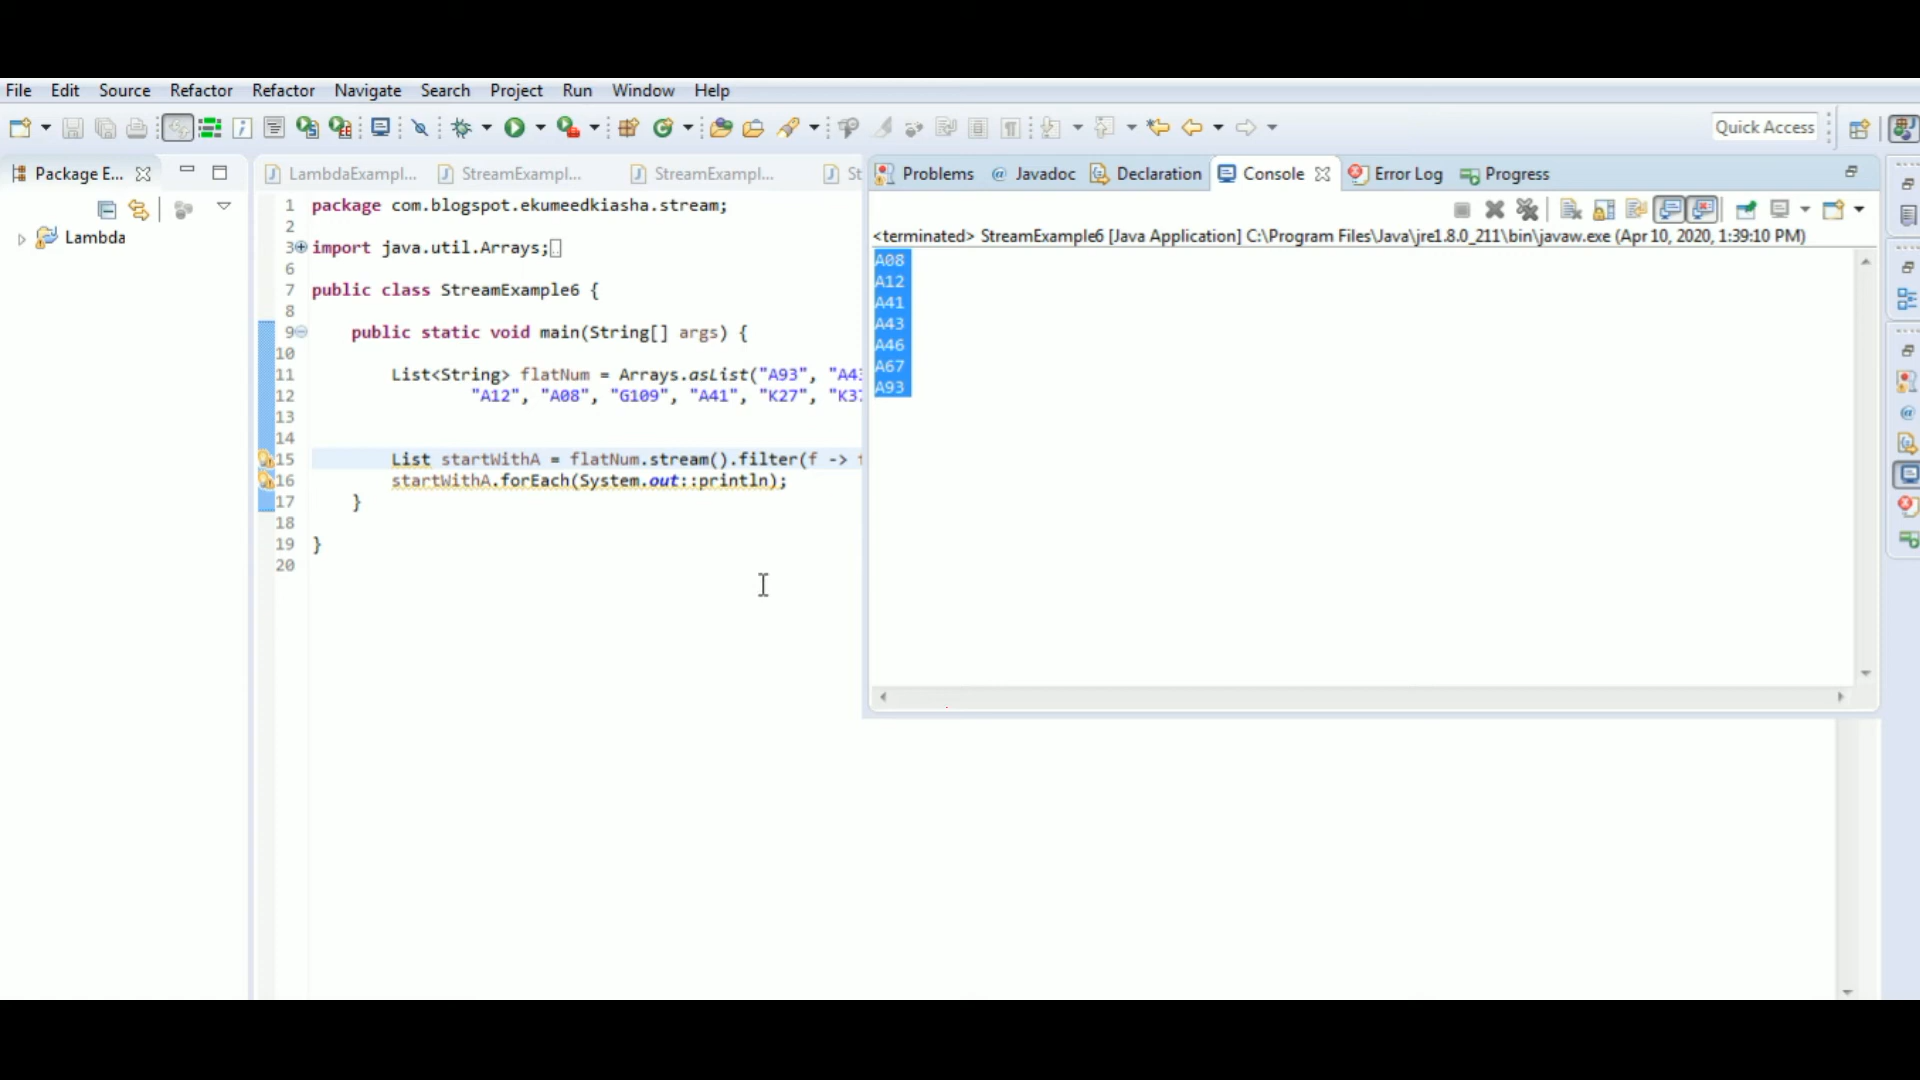 File Edit Source Refactor Refactor Navigate Search Project Run Window Help
Quick Access
Package E...
Lambda
LambdaExampl... StreamExampl... StreamExampl... St
1 package com.blogspot.ekumeedkiasha.stream;
2
3 import java.util.Arrays;
6
7 public class StreamExample6 {
8
9 public static void main(String[] args) {
10
11 List<String> flatNum = Arrays.asList("A93", "A43
12 "A12", "A08", "G109", "A41", "K27", "K37
13
14
15 List startWithA = flatNum.stream().filter(f ->
16 startWithA.forEach(System.out::println);
17 }
18
19 }
20
Problems @ Javadoc Declaration Console Error Log Progress
<terminated> StreamExample6 [Java Application] C:\Program Files\Java\jre1.8.0_211\bin\javaw.exe (Apr 10, 2020, 1:39:10 PM)
A08
A12
A41
A43
A46
A67
A93